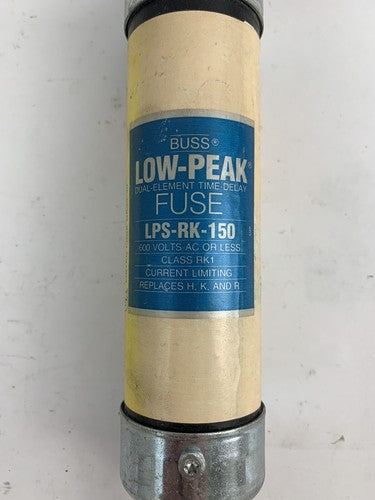 BUSS®
LOW-PEAK®
DUAL-ELEMENT TIME-DELAY
FUSE
LPS-RK-150
600 VOLTS AC OR LESS
CLASS RK1
CURRENT LIMITING
REPLACES H, K, AND R